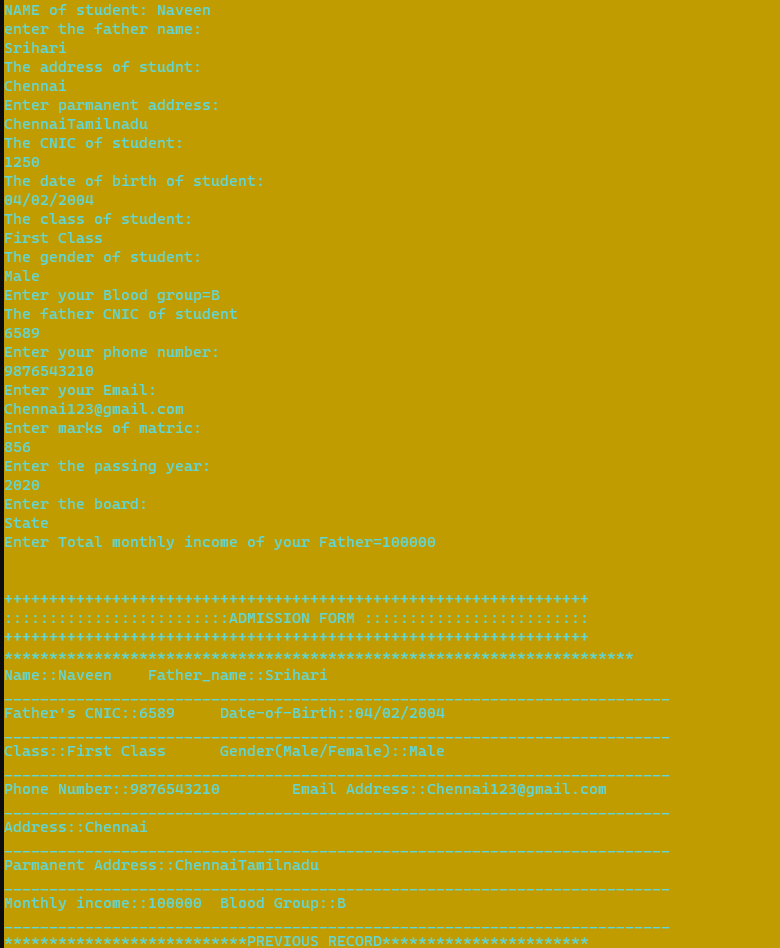 NAME of student: Naveen
enter the father name:
Srihari
The address of studnt:
Chennai
Enter parmanent address:
ChennaiTamilnadu
The CNIC of student:
1250
The date of birth of student:
04/02/2004
The class of student:
First Class
The gender of student:
Male
Enter your Blood group=B
The father CNIC of student
6589
Enter your phone number:
9876543210
Enter your Email:
Chennai123@gmail.com
Enter marks of matric:
856
Enter the passing year:
2020
Enter the board:
State
Enter Total monthly income of your Father=100000
+++++++++++++++++++++++++++++++++++++++++++++++++++++++++++++++++
:::::::::::::::::::::::::ADMISSION FORM :::::::::::::::::::::::::
+++++++++++++++++++++++++++++++++++++++++++++++++++++++++++++++++
**********************************************************************
Name::Naveen    Father_name::Srihari
__________________________________________________________________________
Father's CNIC::6589     Date-of-Birth::04/02/2004
__________________________________________________________________________
Class::First Class      Gender(Male/Female)::Male
__________________________________________________________________________
Phone Number::9876543210        Email Address::Chennai123@gmail.com
__________________________________________________________________________
Address::Chennai
__________________________________________________________________________
Parmanent Address::ChennaiTamilnadu
__________________________________________________________________________
Monthly income::100000  Blood Group::B
__________________________________________________________________________
***************************PREVIOUS RECORD***********************